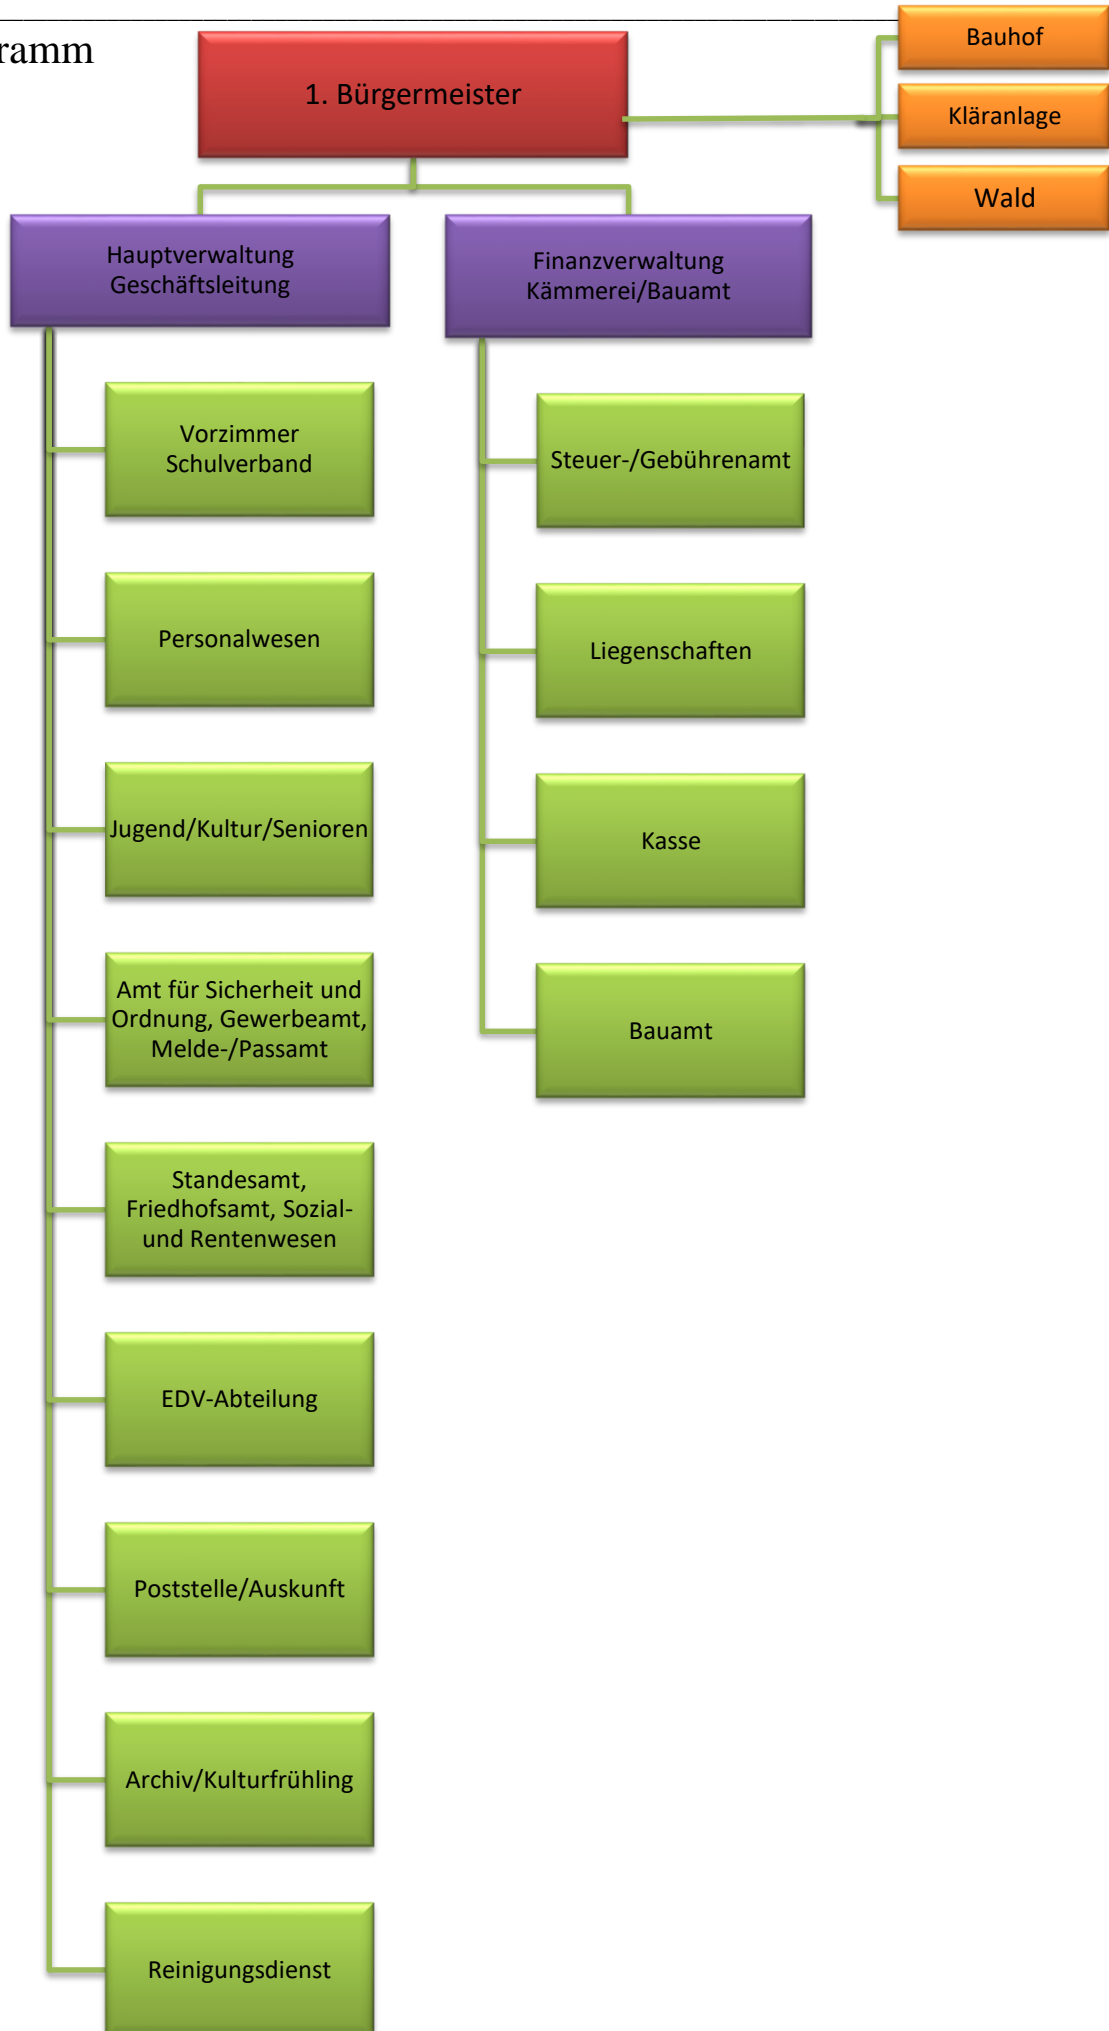 ramm
1. Bürgermeister
Bauhof
Kläranlage
Wald
Hauptverwaltung
Geschäftsleitung
Finanzverwaltung
Kämmerei/Bauamt
Vorzimmer
Schulverband
Personalwesen
Jugend/Kultur/Senioren
Amt für Sicherheit und
Ordnung, Gewerbeamt,
Melde-/Passamt
Standesamt,
Friedhofsamt, Sozial-
und Rentenwesen
EDV-Abteilung
Poststelle/Auskunft
Archiv/Kulturfrühling
Reinigungsdienst
Steuer-/Gebührenamt
Liegenschaften
Kasse
Bauamt